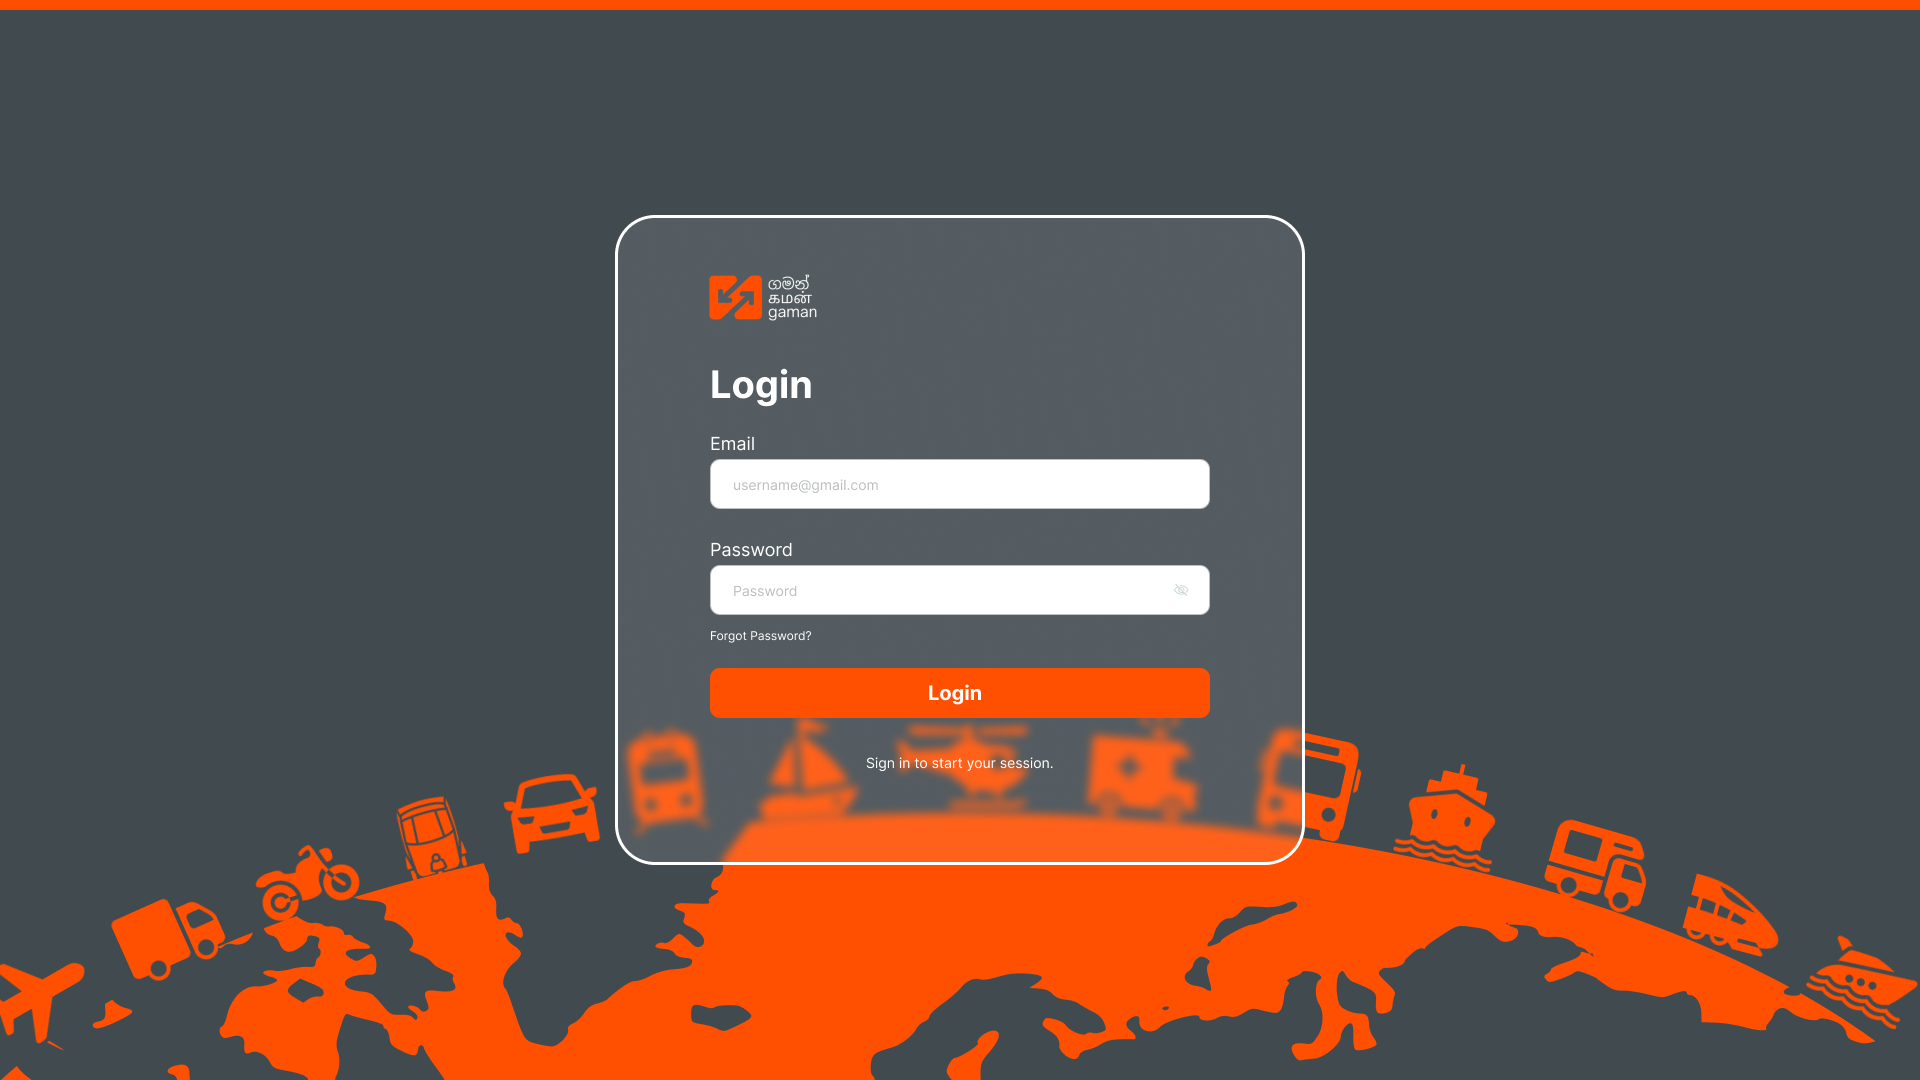 ගමන්
கமன்
gaman
Login
Email
username@gmail.com
Password
Password
Forgot Password?
Login
Sign in to start your session.